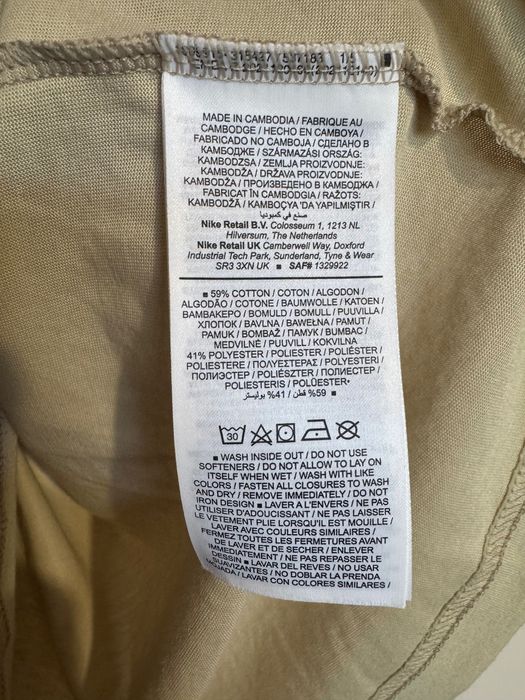 MADE IN CAMBODIA / FABRIQUE AU
CAMBODGE / HECHO EN CAMBOYA /
FABRICADO NO CAMBOJA / СДЕЛАНО В
КАМБОДЖЕ / SZÁRMAZÁSI ORSZÁG:
KAMBODZSA / ZEMLJA PROIZVODNJE:
KAMBODŽA / DRŽAVA PROIZVODNJE:
KAMBODŽA / ПРОИЗВЕДЕНО В КАМБОДЖА /
FABRICAT ÎN CAMBODGIA / RAŽOTS:
KAMBODŽĀ / KAMBOÇYA 'DA YAPILMIŞTIR /
صنع في كمبوديا
Nike Retail B.V. Colosseum 1, 1213 NL
Hilversum, The Netherlands
Nike Retail UK Camberwell Way, Doxford
Industrial Tech Park, Sunderland, Tyne & Wear
SR3 3XN UK ■ SAF# 1329922
■ 59% COTTON / COTON / ALGODON /
ALGODÃO / COTONE / BAUMWOLLE / KATOEN /
ΒΑΜΒΑΚΕΡΟ / BOMULD / BOMULL / PUUVILLA /
ХЛОПОК / BAVLNA / BAWEŁNA / PAMUT /
PAMUK / BOMBAŽ / ПАМУК / BUMBAC /
MEDVILNĖ / PUUVILL / KOKVILNA
41% POLYESTER / POLIESTER / POLIÉSTER /
POLIESTERE / ΠΟΛΥΕΣΤΕΡΑΣ / POLYESTERI /
ПОЛИЭСТЕР / POLIÉSZTER / ПОЛИЕСТЕР /
POLIESTERIS / POLÜESTER•
59% قطن / 41% بوليستر ■
30
■ WASH INSIDE OUT / DO NOT USE
SOFTENERS / DO NOT ALLOW TO LAY ON
ITSELF WHEN WET / WASH WITH LIKE
COLORS / FASTEN ALL CLOSURES TO WASH
AND DRY / REMOVE IMMEDIATELY / DO NOT
IRON DESIGN ■ LAVER A L'ENVERS / NE PAS
UTILISER D'ADOUCISSANT / NE PAS LAISSER
LE VETEMENT PLIE LORSQU'IL EST MOUILLE /
LAVER AVEC COULEURS SIMILAIRES /
FERMEZ TOUTES LES FERMETURES AVANT
DE LAVER ET DE SECHER / ENLEVER
IMMEDIATEMENT / NE PAS REPASSER LE
DESSIN ■ LAVAR DEL REVES / NO USAR
SUAVIZANTES / NO DOBLAR LA PRENDA
MOJADA / LAVAR CON COLORES SIMILARES /